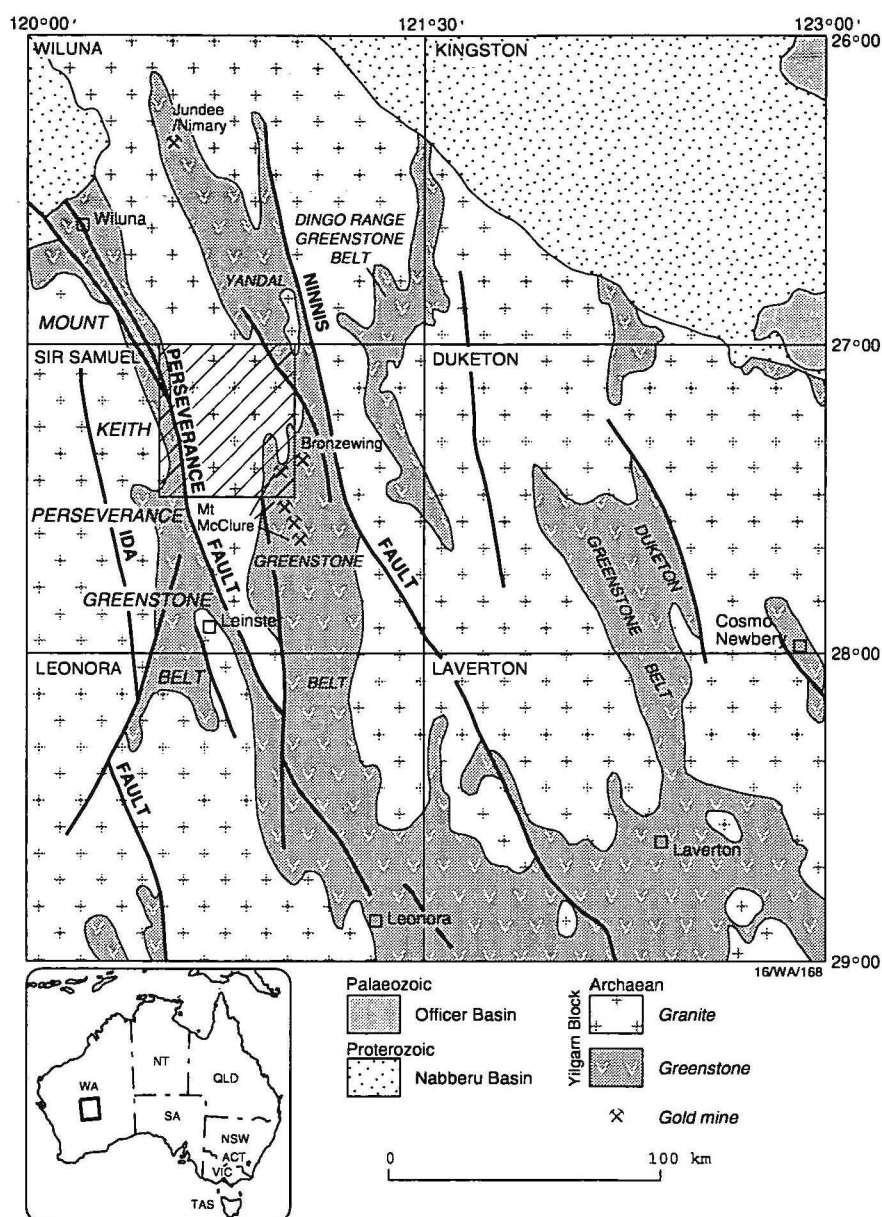 120°00'
121°30'
123°00'
26°00'
WILUNA
KINGSTON
Jundee
/Nimary
Wiluna
DINGO RANGE
GREENSTONE
BELT
YANDAL
NINNIS
MOUNT
27°00'
SIR SAMUEL
PERSEVERANCE
DUKETON
KEITH
Bronzewing
PERSEVERANCE
Mt
McClure
IDA
FAULT
GREENSTONE
FAULT
GREENSTONE
DUKETON
GREENSTONE
Leinste
Cosmo
Newbery
28°00'
LEONORA
BELT
BELT
LAVERTON
BELT
FAULT
Laverton
Leonora
29°00'
16/WA/168
Palaeozoic
Officer Basin
Proterozoic
Nabberu Basin
Yilgarn Block
Archaean
Granite
Greenstone
Gold mine
0 100 km
WA
NT
QLD
SA
NSW
ACT
VIC
TAS